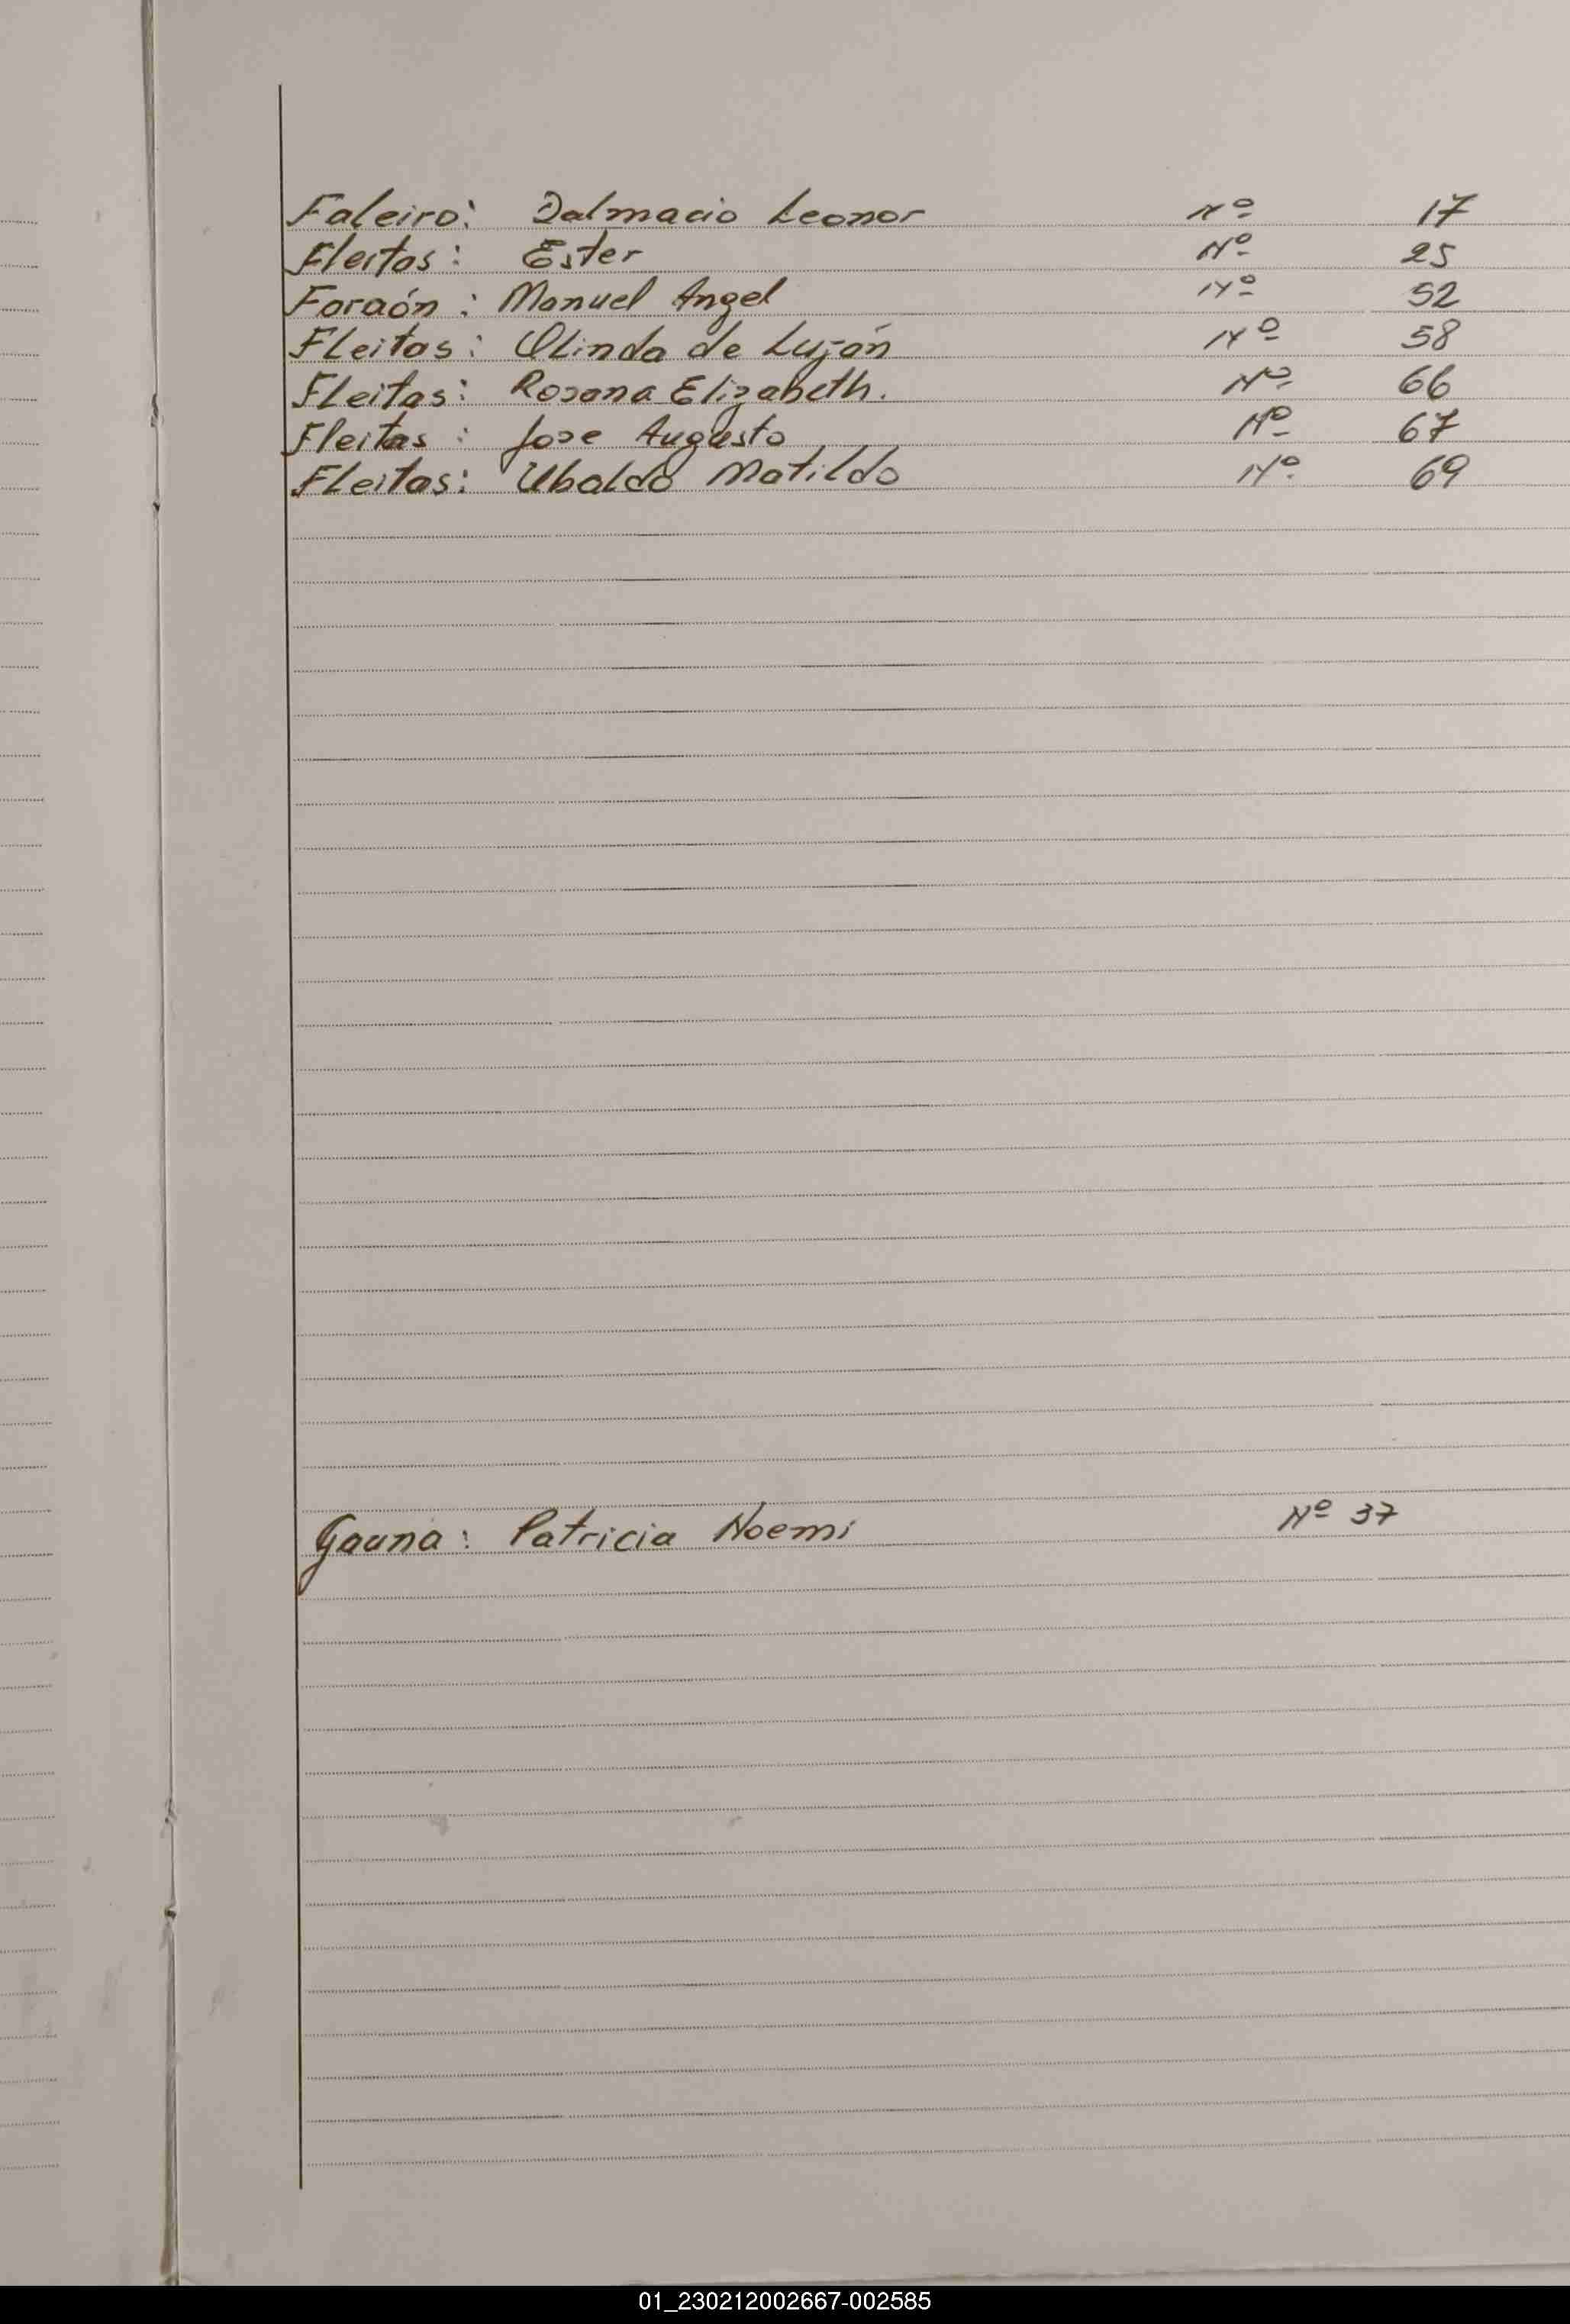 Faleiro: Dalmacio Leonor Nº 17
Fleitas: Ester Nº 25
Faraón: Manuel Angel Nº 52
Fleitas: Olinda de Luján Nº 58
Fleitas: Rosana Elizabeth. Nº 66
Fleitas: Jose Augusto Nº 67
Fleitas: Ubaldo Matildo Nº 69
Gauna: Patricia Noemi Nº 37
01_230212002667-002585